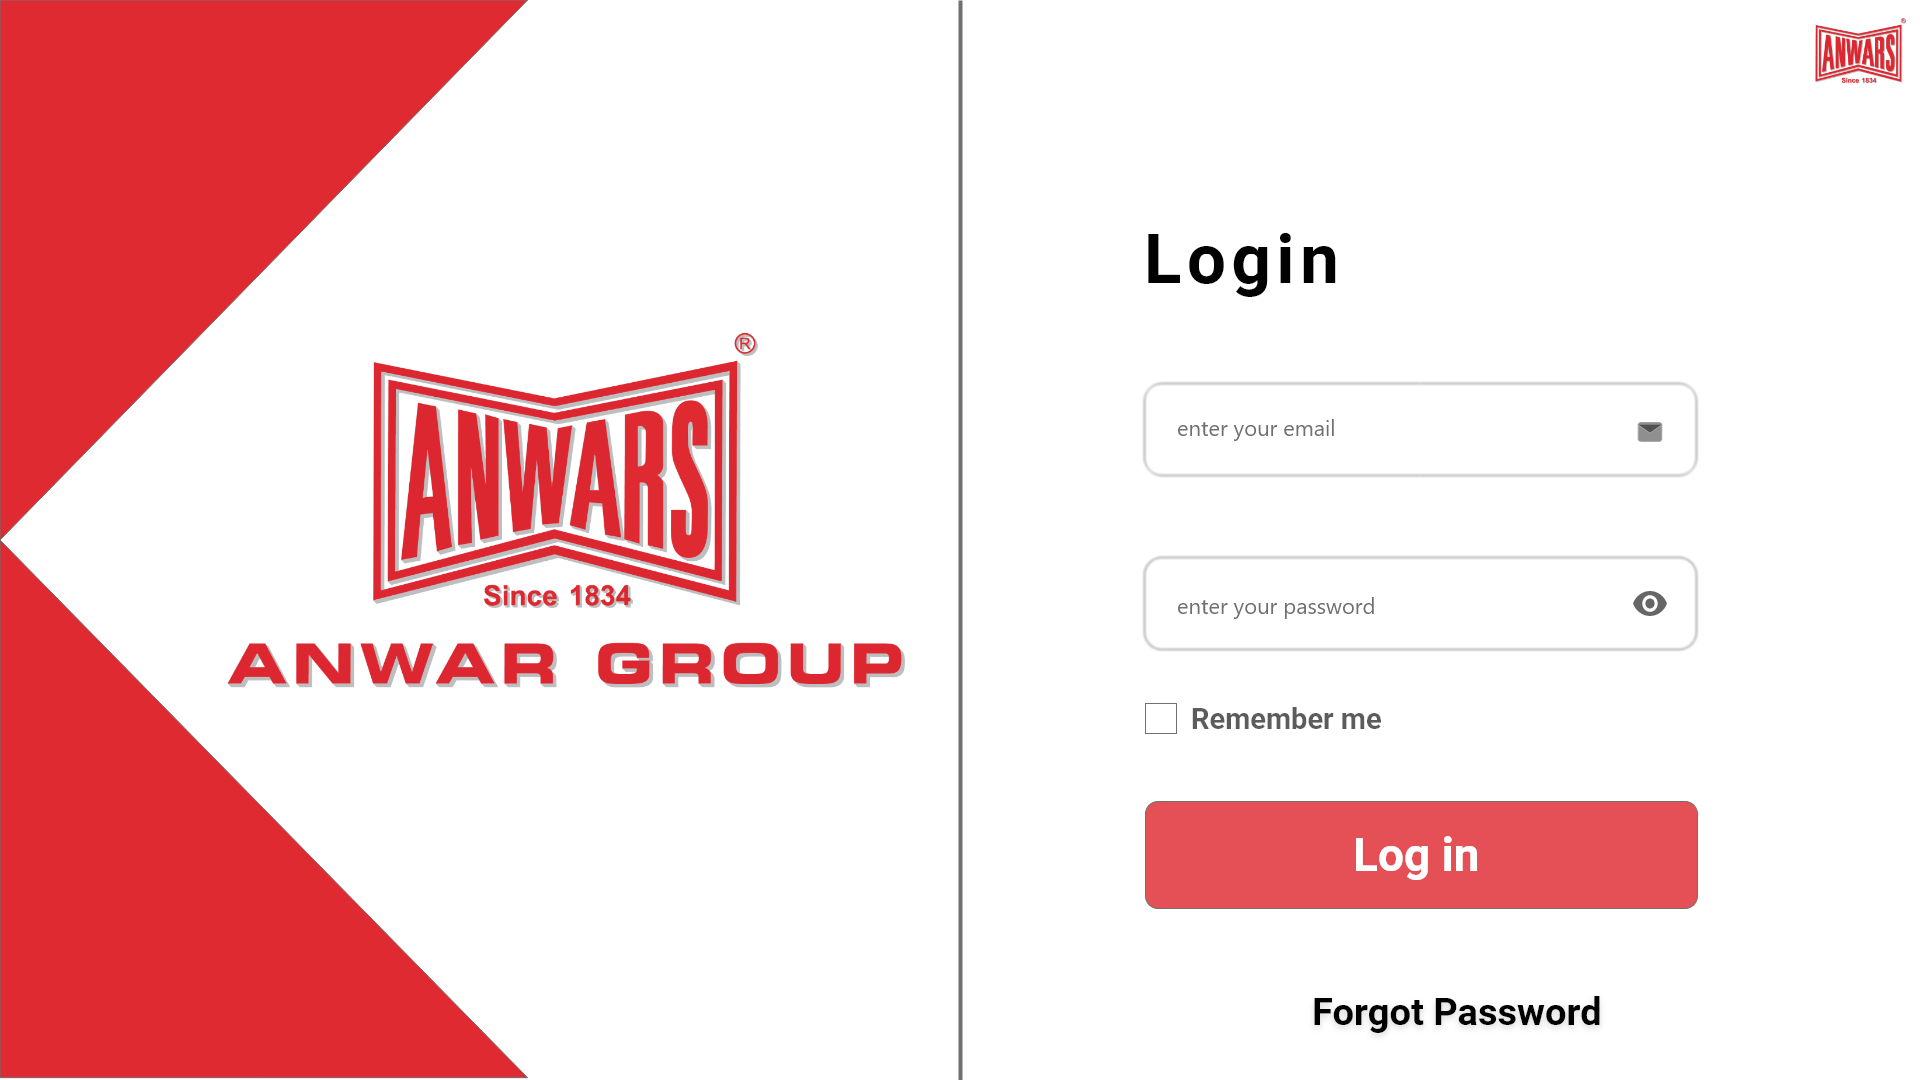 ANWARS
®
Since 1834
ANWAR GROUP
ANWARS
®
Since 1834
Login
enter your email
enter your password
Remember me
Log in
Forgot Password